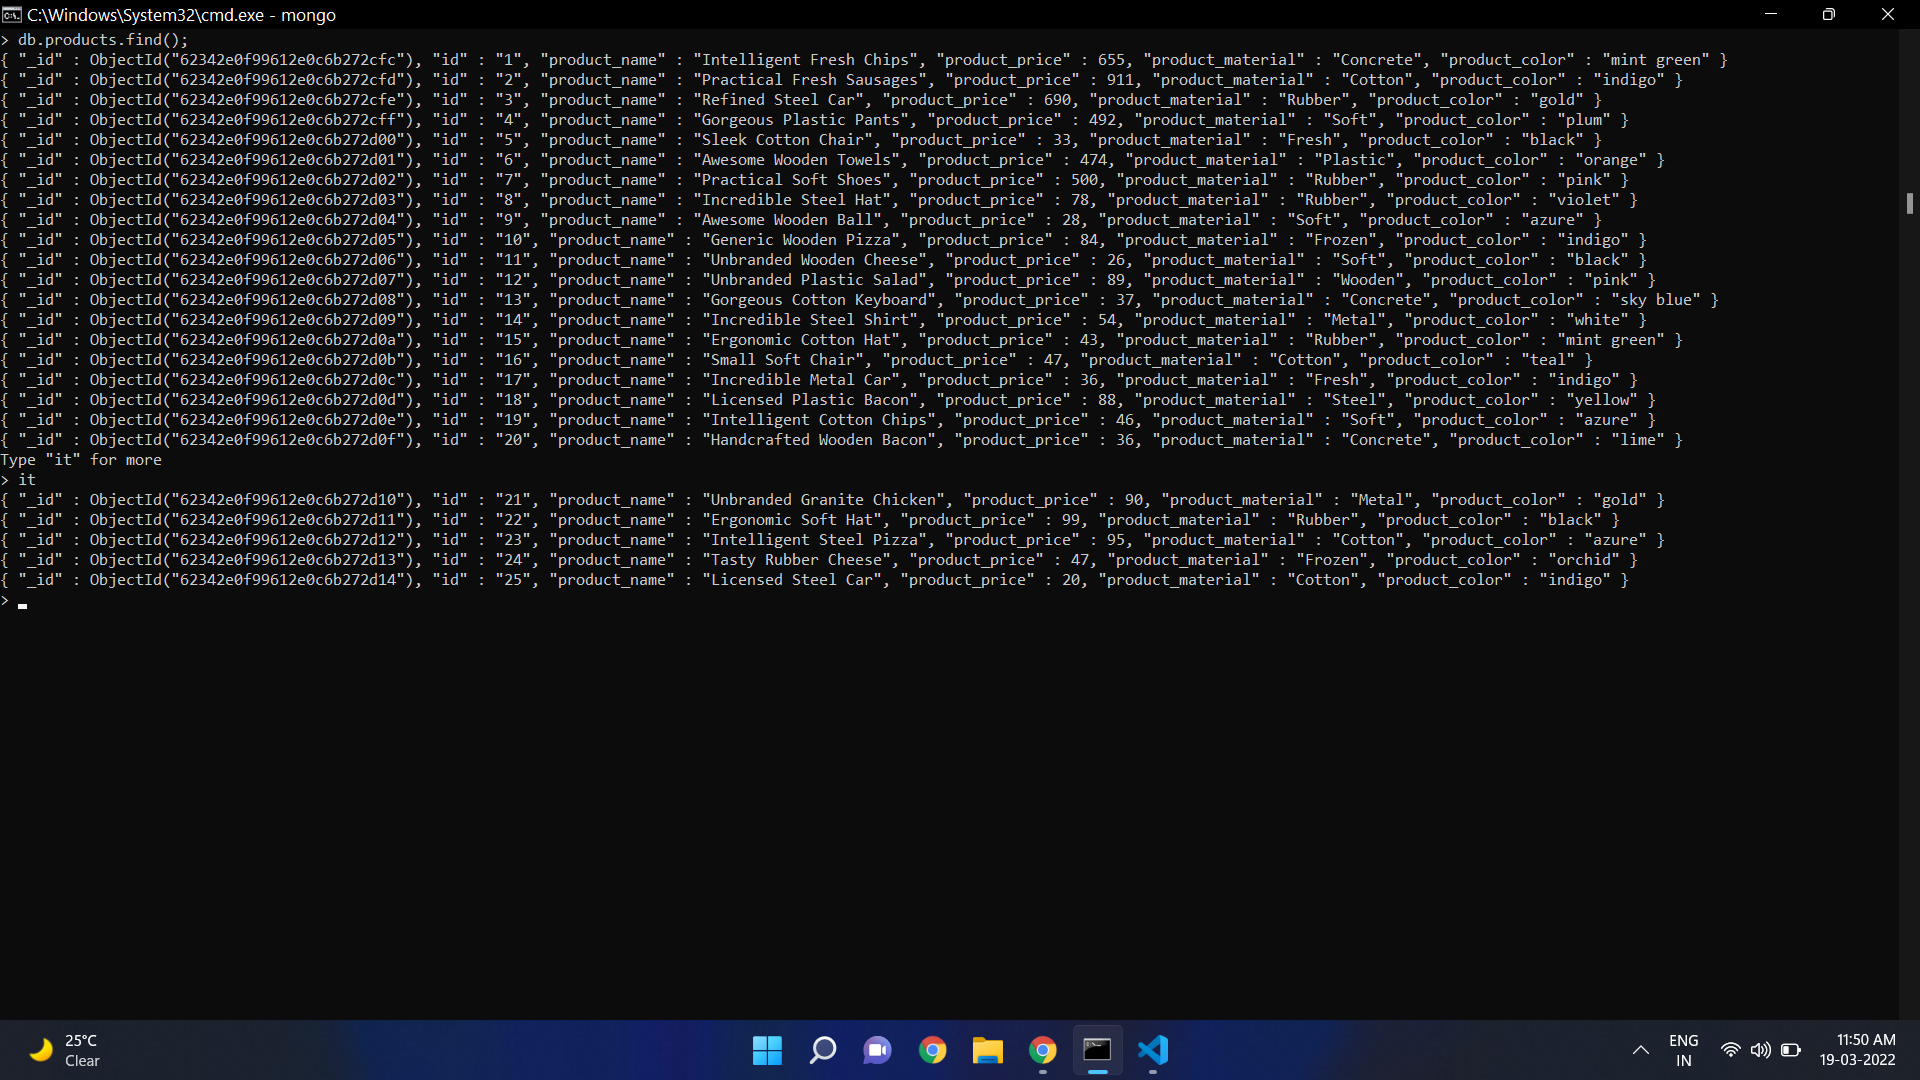 C:\Windows\System32\cmd.exe - mongo
> db.products.find();
{ "_id" : ObjectId("62342e0f99612e0c6b272cfc"), "id" : "1", "product_name" : "Intelligent Fresh Chips", "product_price" : 655, "product_material" : "Concrete", "product_color" : "mint green" }
{ "_id" : ObjectId("62342e0f99612e0c6b272cfd"), "id" : "2", "product_name" : "Practical Fresh Sausages", "product_price" : 911, "product_material" : "Cotton", "product_color" : "indigo" }
{ "_id" : ObjectId("62342e0f99612e0c6b272cfe"), "id" : "3", "product_name" : "Refined Steel Car", "product_price" : 690, "product_material" : "Rubber", "product_color" : "gold" }
{ "_id" : ObjectId("62342e0f99612e0c6b272cff"), "id" : "4", "product_name" : "Gorgeous Plastic Pants", "product_price" : 492, "product_material" : "Soft", "product_color" : "plum" }
{ "_id" : ObjectId("62342e0f99612e0c6b272d00"), "id" : "5", "product_name" : "Sleek Cotton Chair", "product_price" : 33, "product_material" : "Fresh", "product_color" : "black" }
{ "_id" : ObjectId("62342e0f99612e0c6b272d01"), "id" : "6", "product_name" : "Awesome Wooden Towels", "product_price" : 474, "product_material" : "Plastic", "product_color" : "orange" }
{ "_id" : ObjectId("62342e0f99612e0c6b272d02"), "id" : "7", "product_name" : "Practical Soft Shoes", "product_price" : 500, "product_material" : "Rubber", "product_color" : "pink" }
{ "_id" : ObjectId("62342e0f99612e0c6b272d03"), "id" : "8", "product_name" : "Incredible Steel Hat", "product_price" : 78, "product_material" : "Rubber", "product_color" : "violet" }
{ "_id" : ObjectId("62342e0f99612e0c6b272d04"), "id" : "9", "product_name" : "Awesome Wooden Ball", "product_price" : 28, "product_material" : "Soft", "product_color" : "azure" }
{ "_id" : ObjectId("62342e0f99612e0c6b272d05"), "id" : "10", "product_name" : "Generic Wooden Pizza", "product_price" : 84, "product_material" : "Frozen", "product_color" : "indigo" }
{ "_id" : ObjectId("62342e0f99612e0c6b272d06"), "id" : "11", "product_name" : "Unbranded Wooden Cheese", "product_price" : 26, "product_material" : "Soft", "product_color" : "black" }
{ "_id" : ObjectId("62342e0f99612e0c6b272d07"), "id" : "12", "product_name" : "Unbranded Plastic Salad", "product_price" : 89, "product_material" : "Wooden", "product_color" : "pink" }
{ "_id" : ObjectId("62342e0f99612e0c6b272d08"), "id" : "13", "product_name" : "Gorgeous Cotton Keyboard", "product_price" : 37, "product_material" : "Concrete", "product_color" : "sky blue" }
{ "_id" : ObjectId("62342e0f99612e0c6b272d09"), "id" : "14", "product_name" : "Incredible Steel Shirt", "product_price" : 54, "product_material" : "Metal", "product_color" : "white" }
{ "_id" : ObjectId("62342e0f99612e0c6b272d0a"), "id" : "15", "product_name" : "Ergonomic Cotton Hat", "product_price" : 43, "product_material" : "Rubber", "product_color" : "mint green" }
{ "_id" : ObjectId("62342e0f99612e0c6b272d0b"), "id" : "16", "product_name" : "Small Soft Chair", "product_price" : 47, "product_material" : "Cotton", "product_color" : "teal" }
{ "_id" : ObjectId("62342e0f99612e0c6b272d0c"), "id" : "17", "product_name" : "Incredible Metal Car", "product_price" : 36, "product_material" : "Fresh", "product_color" : "indigo" }
{ "_id" : ObjectId("62342e0f99612e0c6b272d0d"), "id" : "18", "product_name" : "Licensed Plastic Bacon", "product_price" : 88, "product_material" : "Steel", "product_color" : "yellow" }
{ "_id" : ObjectId("62342e0f99612e0c6b272d0e"), "id" : "19", "product_name" : "Intelligent Cotton Chips", "product_price" : 46, "product_material" : "Soft", "product_color" : "azure" }
{ "_id" : ObjectId("62342e0f99612e0c6b272d0f"), "id" : "20", "product_name" : "Handcrafted Wooden Bacon", "product_price" : 36, "product_material" : "Concrete", "product_color" : "lime" }
Type "it" for more
> it
{ "_id" : ObjectId("62342e0f99612e0c6b272d10"), "id" : "21", "product_name" : "Unbranded Granite Chicken", "product_price" : 90, "product_material" : "Metal", "product_color" : "gold" }
{ "_id" : ObjectId("62342e0f99612e0c6b272d11"), "id" : "22", "product_name" : "Ergonomic Soft Hat", "product_price" : 99, "product_material" : "Rubber", "product_color" : "black" }
{ "_id" : ObjectId("62342e0f99612e0c6b272d12"), "id" : "23", "product_name" : "Intelligent Steel Pizza", "product_price" : 95, "product_material" : "Cotton", "product_color" : "azure" }
{ "_id" : ObjectId("62342e0f99612e0c6b272d13"), "id" : "24", "product_name" : "Tasty Rubber Cheese", "product_price" : 47, "product_material" : "Frozen", "product_color" : "orchid" }
{ "_id" : ObjectId("62342e0f99612e0c6b272d14"), "id" : "25", "product_name" : "Licensed Steel Car", "product_price" : 20, "product_material" : "Cotton", "product_color" : "indigo" }
>
25°C
Clear
ENG
IN
11:50 AM
19-03-2022